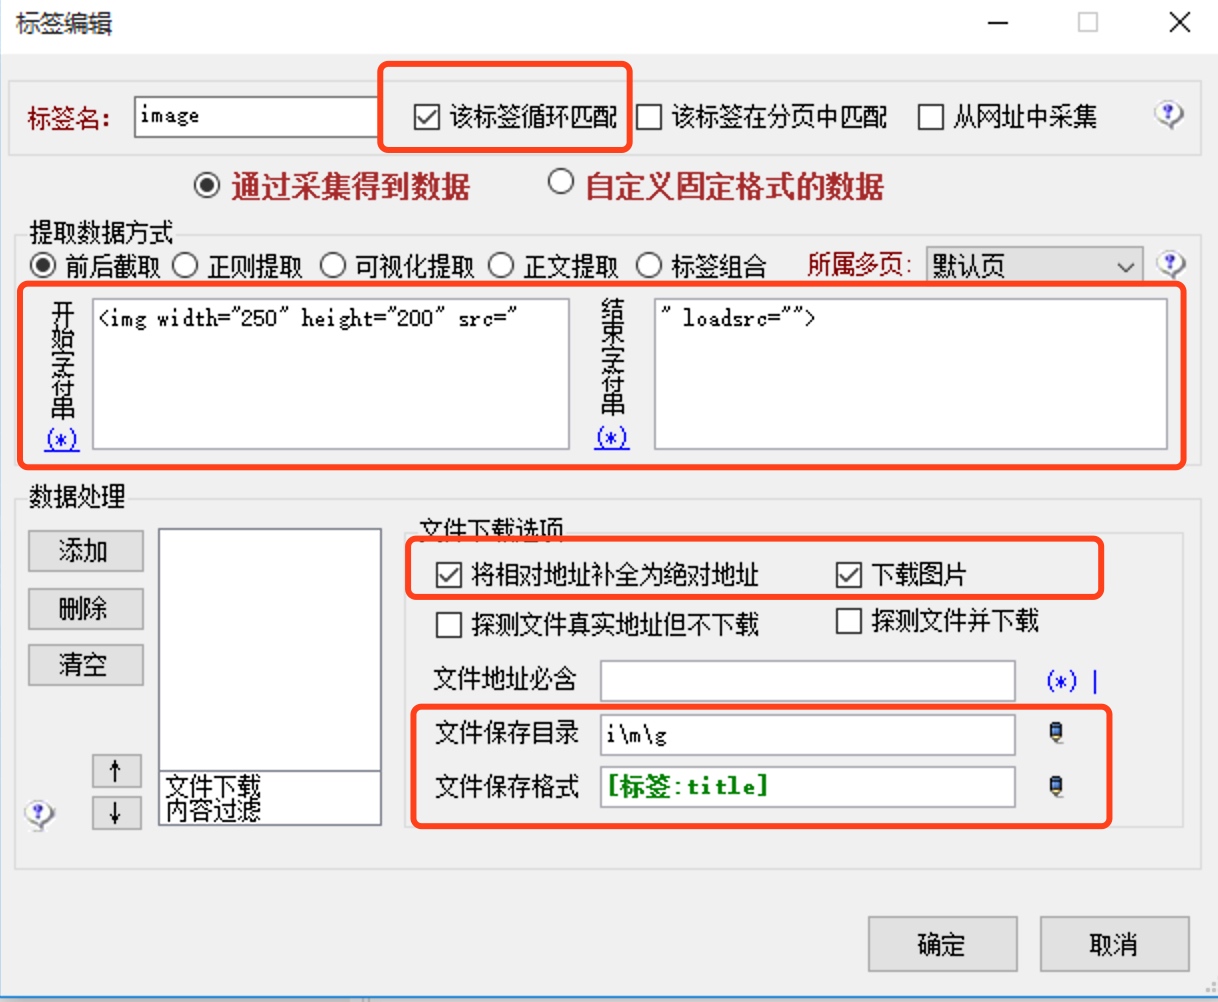 标签编辑
标签名: image 该标签循环匹配 该标签在分页中匹配 从网址中采集
通过采集得到数据 自定义固定格式的数据
提取数据方式
前后截取 正则提取 可视化提取 正文提取 标签组合 所属多页: 默认页
开始字符串 (*)
<img width="250" height="200" src="
结束字符串 (*)
" loadsrc="">
数据处理
添加
删除
清空
↑
↓
文件下载
内容过滤
文件下载选项
将相对地址补全为绝对地址 下载图片
探测文件真实地址但不下载 探测文件并下载
文件地址必含 (*) |
文件保存目录 i\m\g
文件保存格式 [标签:title]
确定 取消